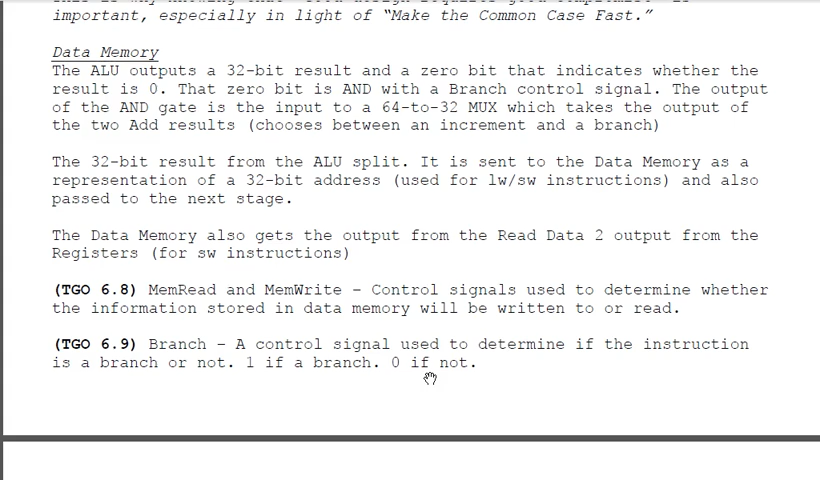 important, especially in light of “Make the Common Case Fast.”
Data Memory
The ALU outputs a 32-bit result and a zero bit that indicates whether the
result is 0. That zero bit is AND with a Branch control signal. The output
of the AND gate is the input to a 64-to-32 MUX which takes the output of
the two Add results (chooses between an increment and a branch)
The 32-bit result from the ALU split. It is sent to the Data Memory as a
representation of a 32-bit address (used for lw/sw instructions) and also
passed to the next stage.
The Data Memory also gets the output from the Read Data 2 output from the
Registers (for sw instructions)
(TGO 6.8) MemRead and MemWrite – Control signals used to determine whether
the information stored in data memory will be written to or read.
(TGO 6.9) Branch – A control signal used to determine if the instruction
is a branch or not. 1 if a branch. 0 if not.